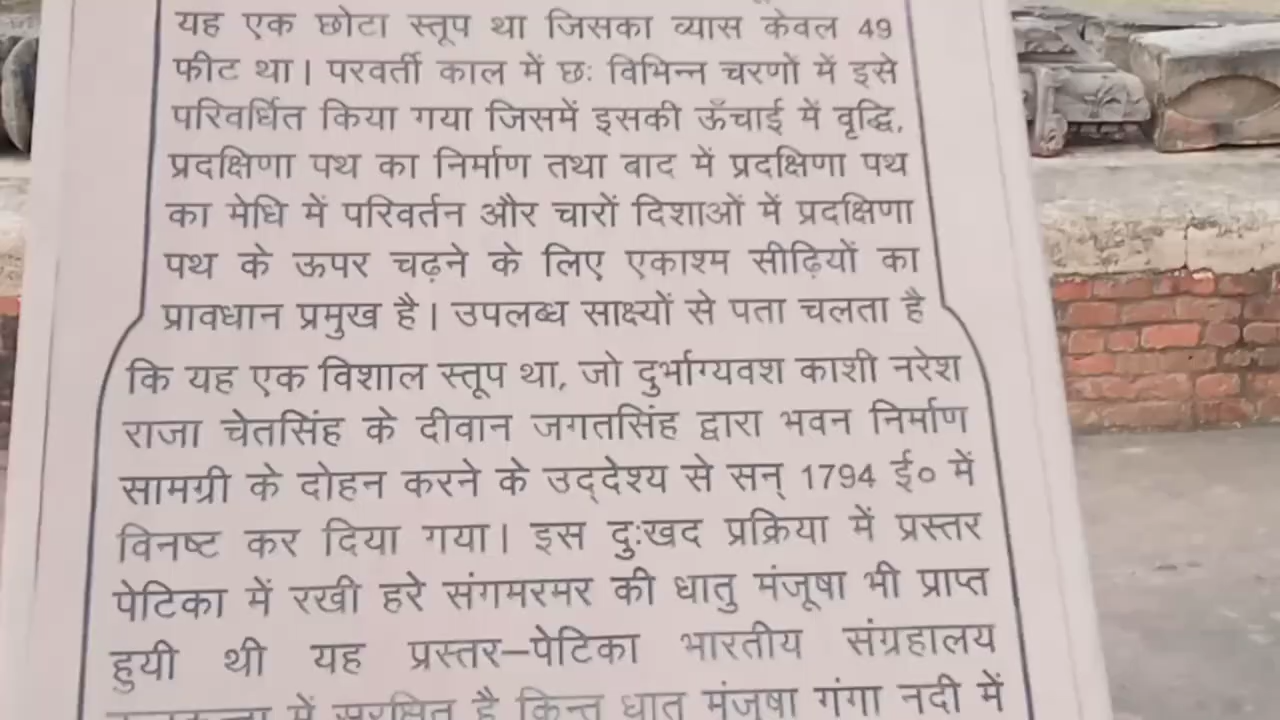 यह एक छोटा स्तूप था जिसका व्यास केवल 49
फीट था। परवर्ती काल में छः विभिन्न चरणों में इसे
परिवर्धित किया गया जिसमें इसकी ऊँचाई में वृद्धि,
प्रदक्षिणा पथ का निर्माण तथा बाद में प्रदक्षिणा पथ
का मेधि में परिवर्तन और चारों दिशाओं में प्रदक्षिणा
पथ के ऊपर चढ़ने के लिए एकाश्म सीढ़ियों का
प्रावधान प्रमुख है। उपलब्ध साक्ष्यों से पता चलता है
कि यह एक विशाल स्तूप था, जो दुर्भाग्यवश काशी नरेश
राजा चेतसिंह के दीवान जगतसिंह द्वारा भवन निर्माण
सामग्री के दोहन करने के उद्‌देश्य से सन् 1794 ई० में
विनष्ट कर दिया गया। इस दुःखद प्रक्रिया में प्रस्तर
पेटिका में रखी हरे संगमरमर की धातु मंजूषा भी प्राप्त
हुयी थी यह प्रस्तर–पेटिका भारतीय संग्रहालय
में सुरक्षित है किन्तु धातु मंजूषा गंगा नदी में